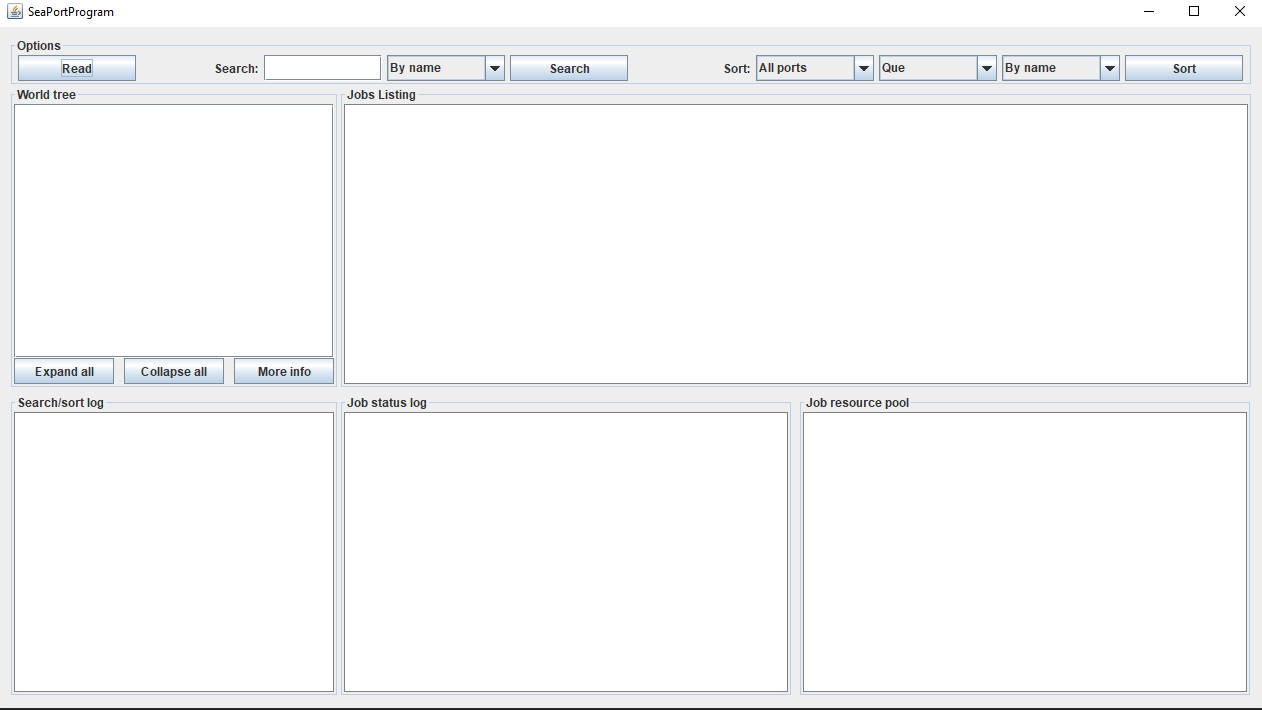 SeaPortProgram
Options
Read Search: By name Search Sort: All ports Que By name Sort
World tree Jobs Listing
Expand all Collapse all More info
Search/sort log Job status log Job resource pool